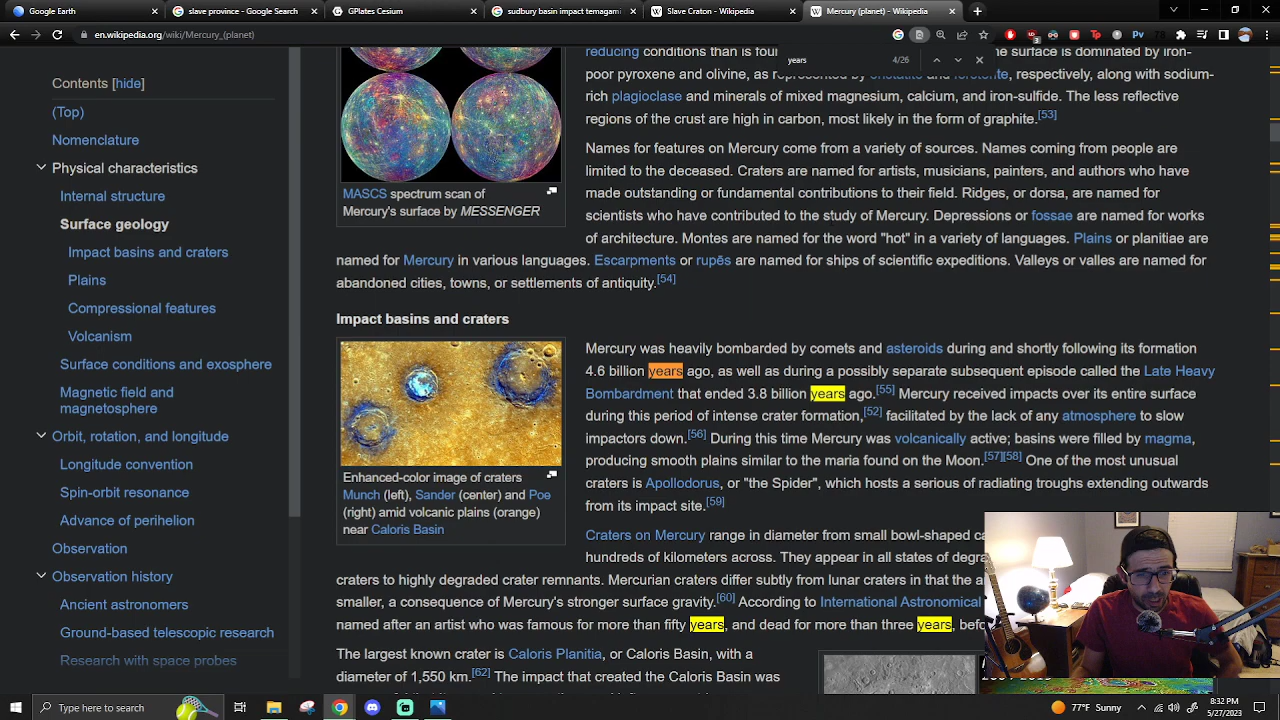 Google Earth
slave province - Google Search
GPlates Cesium
sudbury basin impact temagami
Slave Craton - Wikipedia
Mercury (planet) - Wikipedia
en.wikipedia.org/wiki/Mercury_(planet)
years 4/26
Contents [hide]
(Top)
Nomenclature
Physical characteristics
Internal structure
Surface geology
Impact basins and craters
Plains
Compressional features
Volcanism
Surface conditions and exosphere
Magnetic field and
magnetosphere
Orbit, rotation, and longitude
Longitude convention
Spin-orbit resonance
Advance of perihelion
Observation
Observation history
Ancient astronomers
Ground-based telescopic research
Research with space probes
MASCS spectrum scan of
Mercury's surface by MESSENGER
reducing conditions than is surface is dominated by iron-
poor pyroxene and olivine, as represented by enstatite and forsterite, respectively, along with sodium-
rich plagioclase and minerals of mixed magnesium, calcium, and iron-sulfide. The less reflective
regions of the crust are high in carbon, most likely in the form of graphite.[53]
Names for features on Mercury come from a variety of sources. Names coming from people are
limited to the deceased. Craters are named for artists, musicians, painters, and authors who have
made outstanding or fundamental contributions to their field. Ridges, or dorsa, are named for
scientists who have contributed to the study of Mercury. Depressions or fossae are named for works
of architecture. Montes are named for the word "hot" in a variety of languages. Plains or planitiae are
named for Mercury in various languages. Escarpments or rupēs are named for ships of scientific expeditions. Valleys or valles are named for
abandoned cities, towns, or settlements of antiquity.[54]
Impact basins and craters
Enhanced-color image of craters
Munch (left), Sander (center) and Poe
(right) amid volcanic plains (orange)
near Caloris Basin
Mercury was heavily bombarded by comets and asteroids during and shortly following its formation
4.6 billion years ago, as well as during a possibly separate subsequent episode called the Late Heavy
Bombardment that ended 3.8 billion years ago.[55] Mercury received impacts over its entire surface
during this period of intense crater formation,[52] facilitated by the lack of any atmosphere to slow
impactors down.[56] During this time Mercury was volcanically active; basins were filled by magma,
producing smooth plains similar to the maria found on the Moon.[57][58] One of the most unusual
craters is Apollodorus, or "the Spider", which hosts a serious of radiating troughs extending outwards
from its impact site.[59]
Craters on Mercury range in diameter from small bowl-shaped ca
hundreds of kilometers across. They appear in all states of degra
craters to highly degraded crater remnants. Mercurian craters differ subtly from lunar craters in that the a
smaller, a consequence of Mercury's stronger surface gravity.[60] According to International Astronomical
named after an artist who was famous for more than fifty years, and dead for more than three years, befo
The largest known crater is Caloris Planitia, or Caloris Basin, with a
diameter of 1,550 km.[62] The impact that created the Caloris Basin was
Type here to search
77°F Sunny
8:32 PM
5/27/2023